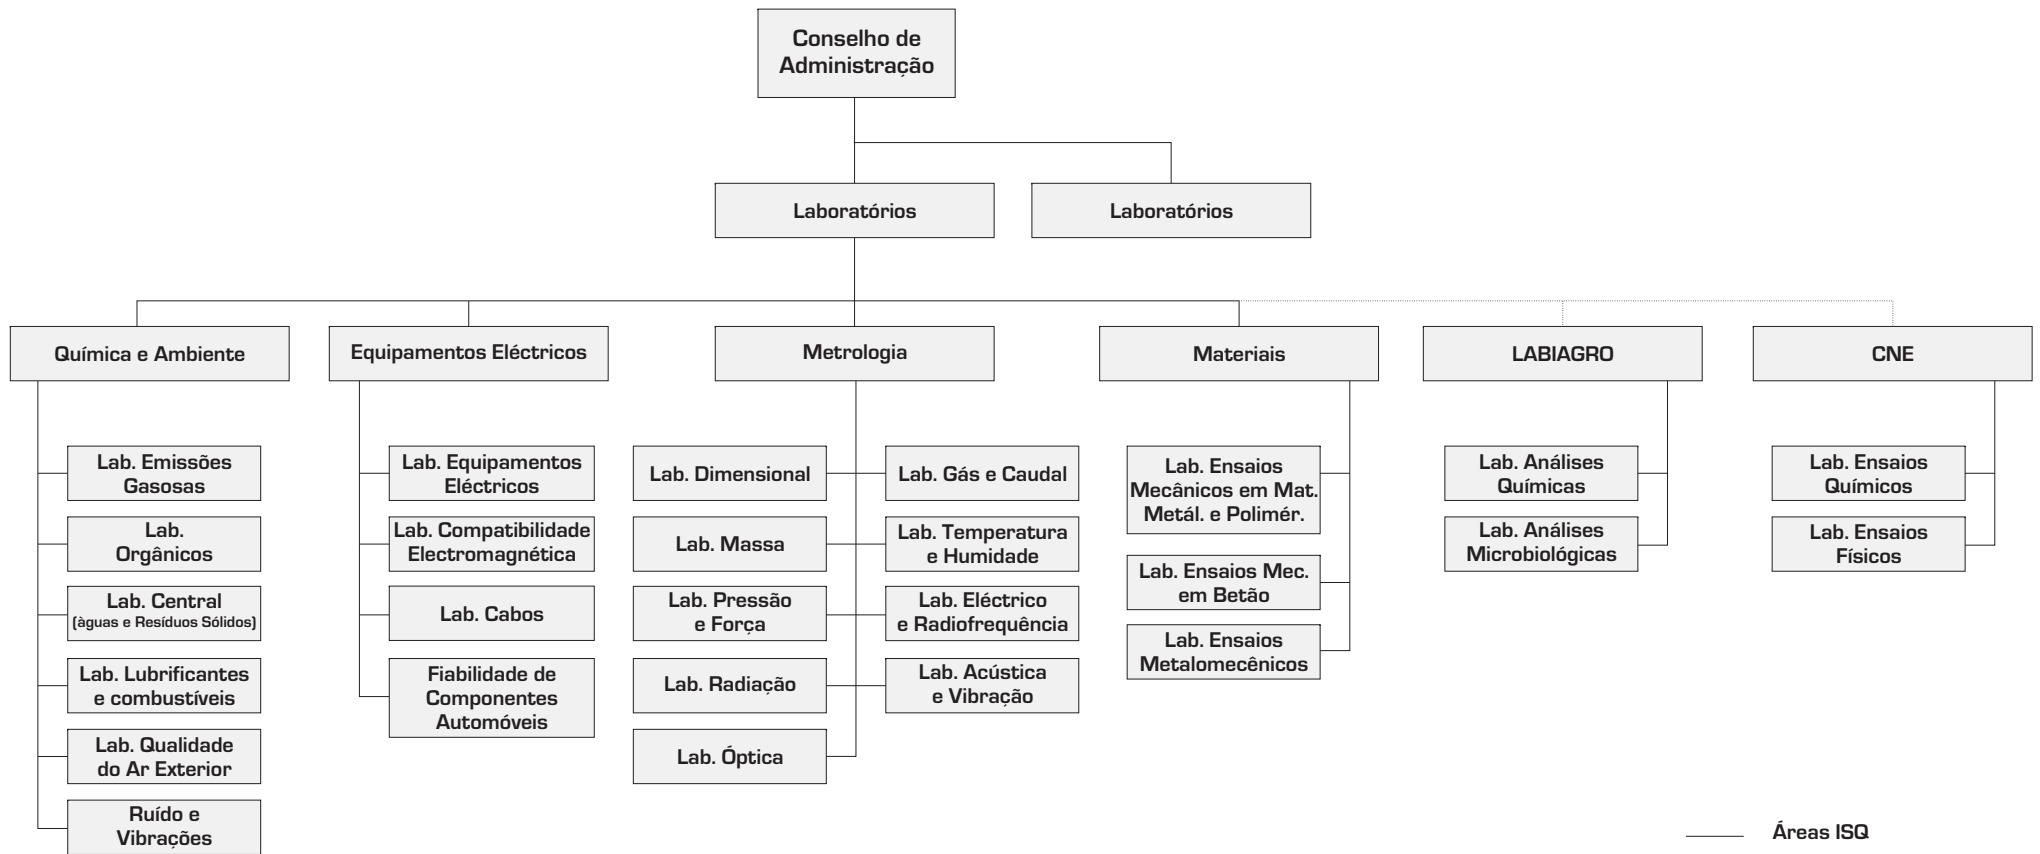 Conselho de
Administração
Laboratórios
Laboratórios
Química e Ambiente
Equipamentos Eléctricos
Metrologia
Materiais
LABIAGRO
CNE
Lab. Emissões
Gasosas
Lab.
Orgânicos
Lab. Central
(àguas e Resíduos Sólidos)
Lab. Lubrificantes
e combustíveis
Lab. Qualidade
do Ar Exterior
Ruído e
Vibrações
Lab. Equipamentos
Eléctricos
Lab. Compatibilidade
Electromagnética
Lab. Cabos
Fiabilidade de
Componentes
Automóveis
Lab. Dimensional
Lab. Massa
Lab. Pressão
e Força
Lab. Radiação
Lab. Óptica
Lab. Gás e Caudal
Lab. Temperatura
e Humidade
Lab. Eléctrico
e Radiofrequência
Lab. Acústica
e Vibração
Lab. Ensaios
Mecânicos em Mat.
Metál. e Polimér.
Lab. Ensaios Mec.
em Betão
Lab. Ensaios
Metalomecênicos
Lab. Análises
Químicas
Lab. Análises
Microbiológicas
Lab. Ensaios
Químicos
Lab. Ensaios
Físicos
Áreas ISQ